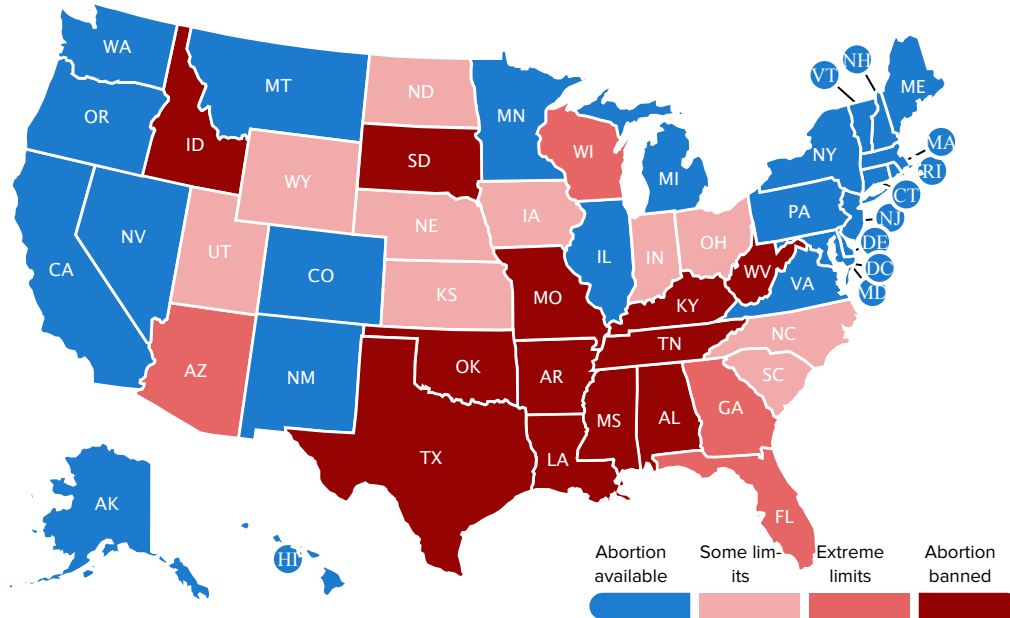 WA
MT
ND
MN
VT
NH
ME
OR
ID
SD
WI
MI
NY
MA
RI
CT
WY
NE
IA
PA
NJ
NV
UT
CO
IL
IN
OH
DE
DC
MD
CA
KS
MO
WV
VA
KY
AZ
NM
OK
AR
TN
NC
SC
MS
AL
GA
TX
LA
FL
AK
HI
Abortion
available
Some lim-
its
Extreme
limits
Abortion
banned